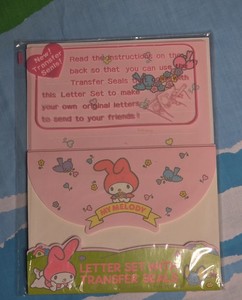 New!
Transfer
Seals!
Read the instructions on the
back so that you can use the
Transfer Seals
this Letter Set to make
your own original letters
to send to your friends!
MY MELODY
LETTER SET WITH
TRANSFER SEALS